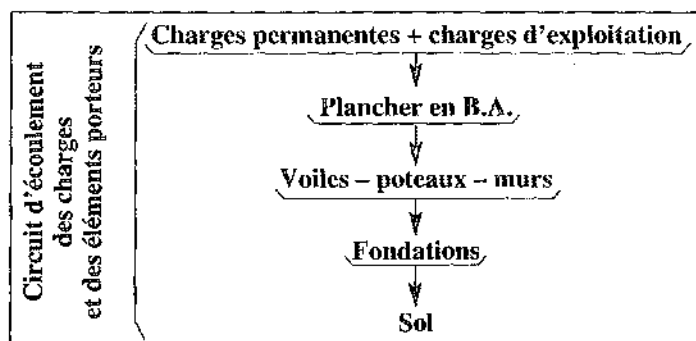 Circuit d'écoulement
des charges
et des éléments porteurs
Charges permanentes + charges d'exploitation
Plancher en B.A.
Voiles – poteaux – murs
Fondations
Sol